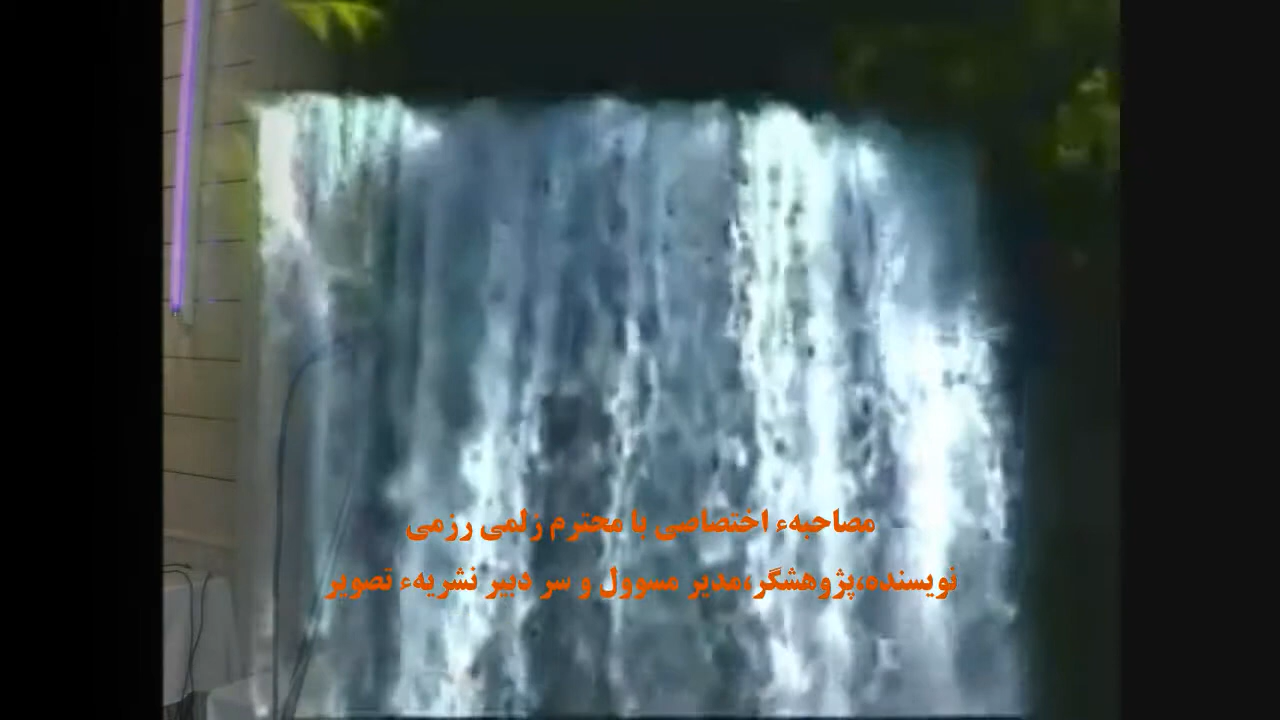 مصاحبهء اختصاصی با محترم زلمی رزمی
نویسنده،پژوهشگر،مدیر مسوول و سر دبیر نشریهء تصویر